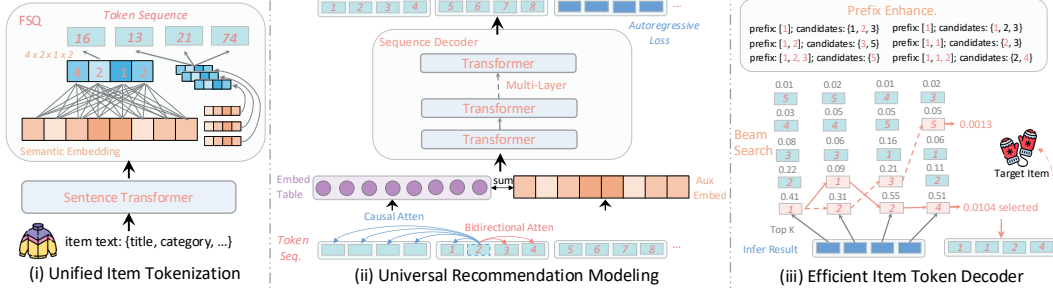 FSQ
Token Sequence
16 13 21 74
4 x 2 x 1 x 2
4 2 1 2
Semantic Embedding
Sentence Transformer
item text: {title, category, …}
(i) Unified Item Tokenization
1 2 3 4 5 6 7 8 ...
Autoregressive
Loss
Sequence Decoder
Transformer
Multi-Layer
Transformer
Transformer
Embed
Table
sum
Aux
Embed
Causal Atten
Bidirectional Atten
Token
Seq.
1 2 3 4 1 2 3 4 5 6 7 8 ...
(ii) Universal Recommendation Modeling
Prefix Enhance.
prefix [1]; candidates: {1, 2, 3} prefix [1]; candidates: {1, 2, 3}
prefix [1, 2]; candidates: {3, 5} prefix [1, 1]; candidates: {2, 3}
prefix [1, 2, 3]; candidates: {5} prefix [1, 1, 2]; candidates: {2, 4}
Beam
Search
0.01 0.02 0.01 0.02
5 5 4 3
0.03 0.05 0.05 0.05
4 4 5 5 0.0013
0.08 0.06 0.16 0.16
3 3 1 1
0.22 0.09 0.21 0.11
2 1 3 2
0.41 0.31 0.55 0.51
1 2 2 4 0.0104 selected
Target Item
Top K
Infer Result
1 1 2 4
(iii) Efficient Item Token Decoder